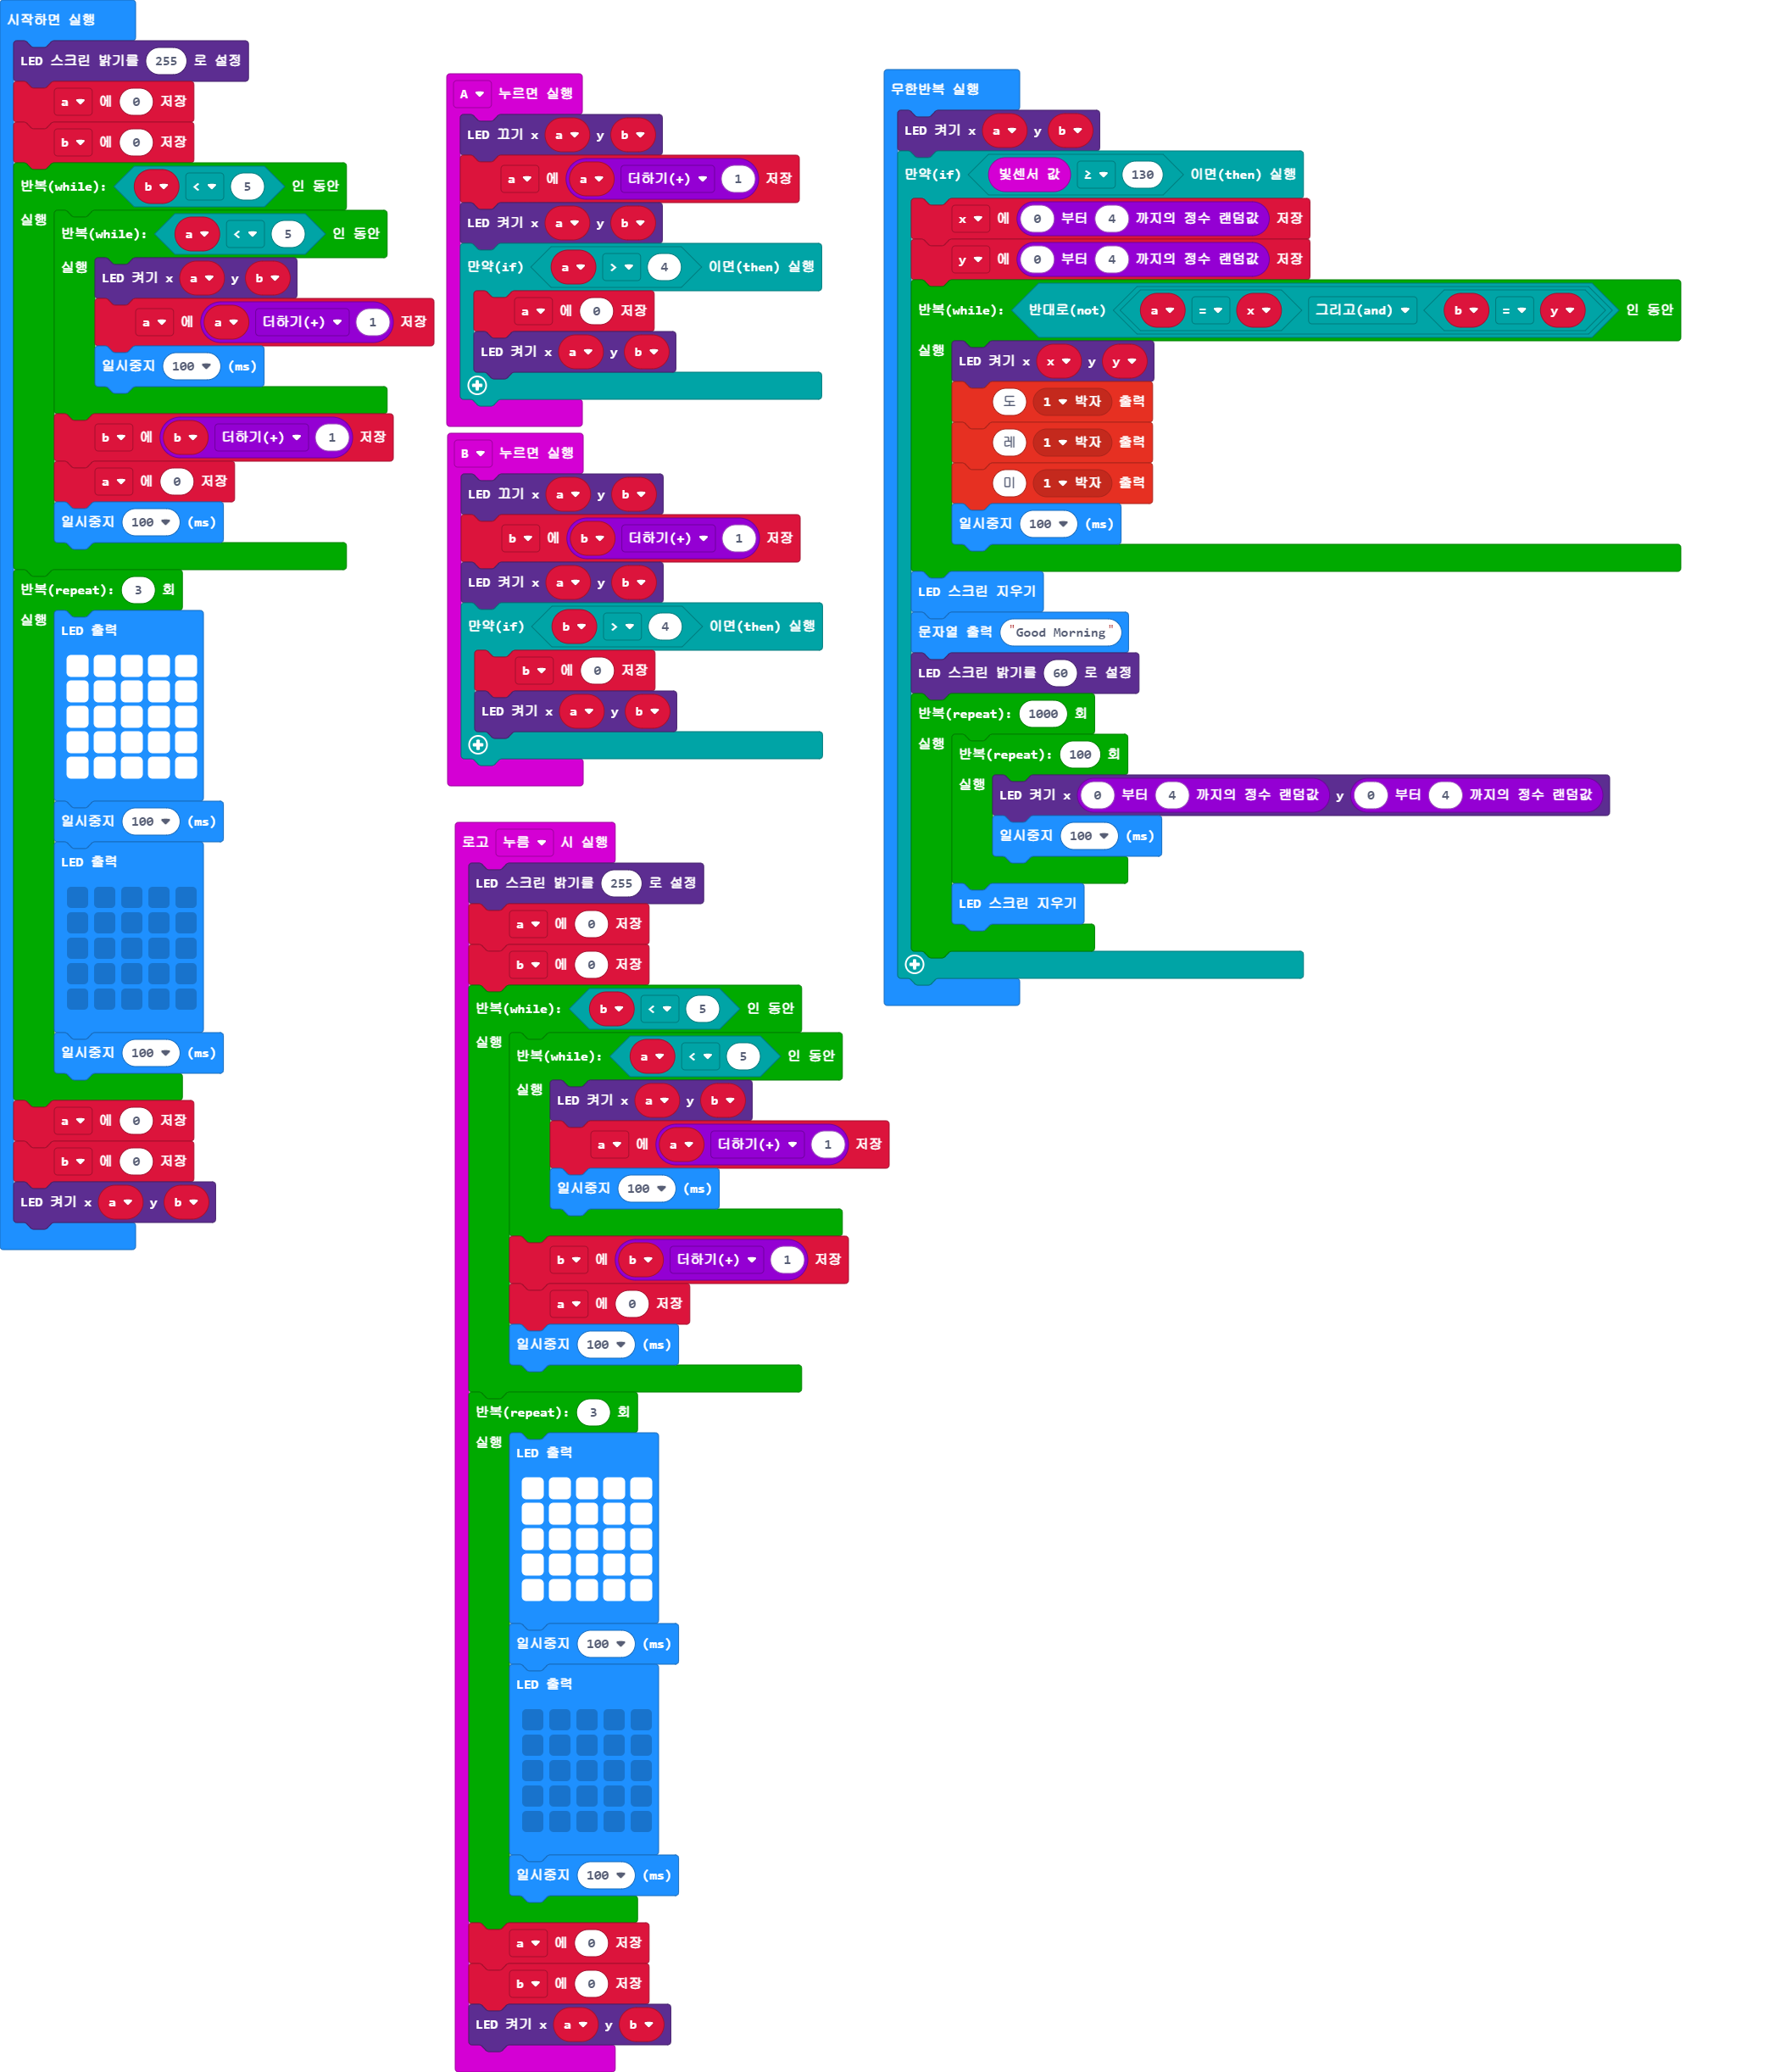 시작하면 실행
LED 스크린 밝기를 255 로 설정
a 에 0 저장
b 에 0 저장
반복(while): b < 5 인 동안
실행
반복(while): a < 5 인 동안
실행
LED 켜기 x a y b
a 에 a 더하기(+) 1 저장
일시중지 100 (ms)
b 에 b 더하기(+) 1 저장
a 에 0 저장
일시중지 100 (ms)
반복(repeat): 3 회
실행
LED 출력
일시중지 100 (ms)
LED 출력
일시중지 100 (ms)
a 에 0 저장
b 에 0 저장
LED 켜기 x a y b
A 누르면 실행
LED 끄기 x a y b
a 에 a 더하기(+) 1 저장
LED 켜기 x a y b
만약(if) a > 4 이면(then) 실행
a 에 0 저장
LED 켜기 x a y b
B 누르면 실행
LED 끄기 x a y b
b 에 b 더하기(+) 1 저장
LED 켜기 x a y b
만약(if) b > 4 이면(then) 실행
b 에 0 저장
LED 켜기 x a y b
로고 누름 시 실행
LED 스크린 밝기를 255 로 설정
a 에 0 저장
b 에 0 저장
반복(while): b < 5 인 동안
실행
반복(while): a < 5 인 동안
실행
LED 켜기 x a y b
a 에 a 더하기(+) 1 저장
일시중지 100 (ms)
b 에 b 더하기(+) 1 저장
a 에 0 저장
일시중지 100 (ms)
반복(repeat): 3 회
실행
LED 출력
일시중지 100 (ms)
LED 출력
일시중지 100 (ms)
a 에 0 저장
b 에 0 저장
LED 켜기 x a y b
무한반복 실행
LED 켜기 x a y b
만약(if) 빛센서 값 ≥ 130 이면(then) 실행
x 에 0 부터 4 까지의 정수 랜덤값 저장
y 에 0 부터 4 까지의 정수 랜덤값 저장
반복(while): 반대로(not) a = x 그리고(and) b = y 인 동안
실행
LED 켜기 x x y y
도 1 박자 출력
레 1 박자 출력
미 1 박자 출력
일시중지 100 (ms)
LED 스크린 지우기
문자열 출력 "Good Morning"
LED 스크린 밝기를 60 로 설정
반복(repeat): 1000 회
실행
반복(repeat): 100 회
실행
LED 켜기 x 0 부터 4 까지의 정수 랜덤값 y 0 부터 4 까지의 정수 랜덤값
일시중지 100 (ms)
LED 스크린 지우기